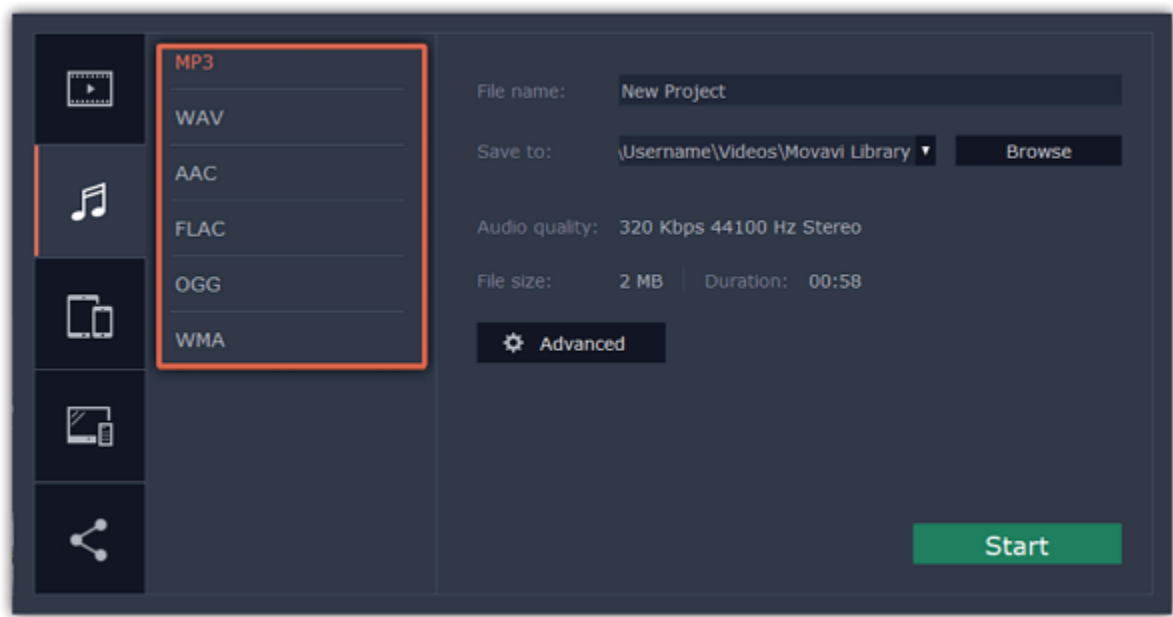 MP3
WAV
AAC
FLAC
OGG
WMA
File name: New Project
Save to: \Username\Videos\Movavi Library Browse
Audio quality: 320 Kbps 44100 Hz Stereo
File size: 2 MB Duration: 00:58
Advanced
Start